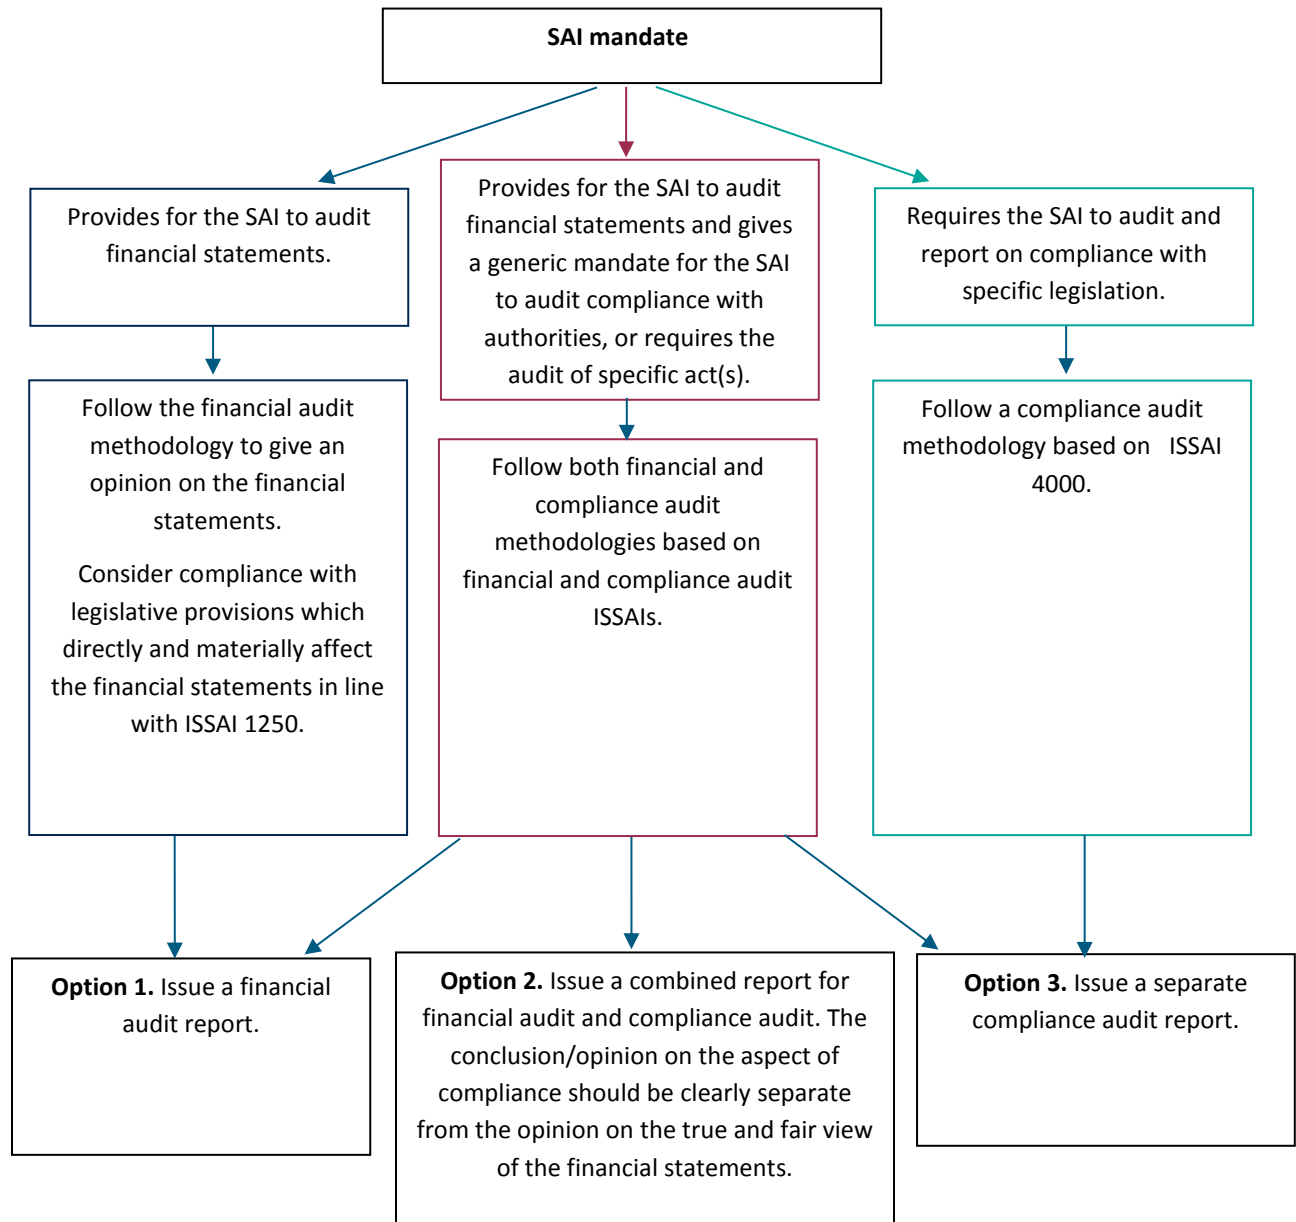 SAI mandate
Provides for the SAI to audit
financial statements.
Provides for the SAI to audit
financial statements and gives
a generic mandate for the SAI
to audit compliance with
authorities, or requires the
audit of specific act(s).
Requires the SAI to audit and
report on compliance with
specific legislation.
Follow the financial audit
methodology to give an
opinion on the financial
statements.
Consider compliance with
legislative provisions which
directly and materially affect
the financial statements in line
with ISSAI 1250.
Follow both financial and
compliance audit
methodologies based on
financial and compliance audit
ISSAIs.
Follow a compliance audit
methodology based on ISSAI
4000.
Option 1. Issue a financial
audit report.
Option 2. Issue a combined report for
financial audit and compliance audit. The
conclusion/opinion on the aspect of
compliance should be clearly separate
from the opinion on the true and fair view
of the financial statements.
Option 3. Issue a separate
compliance audit report.